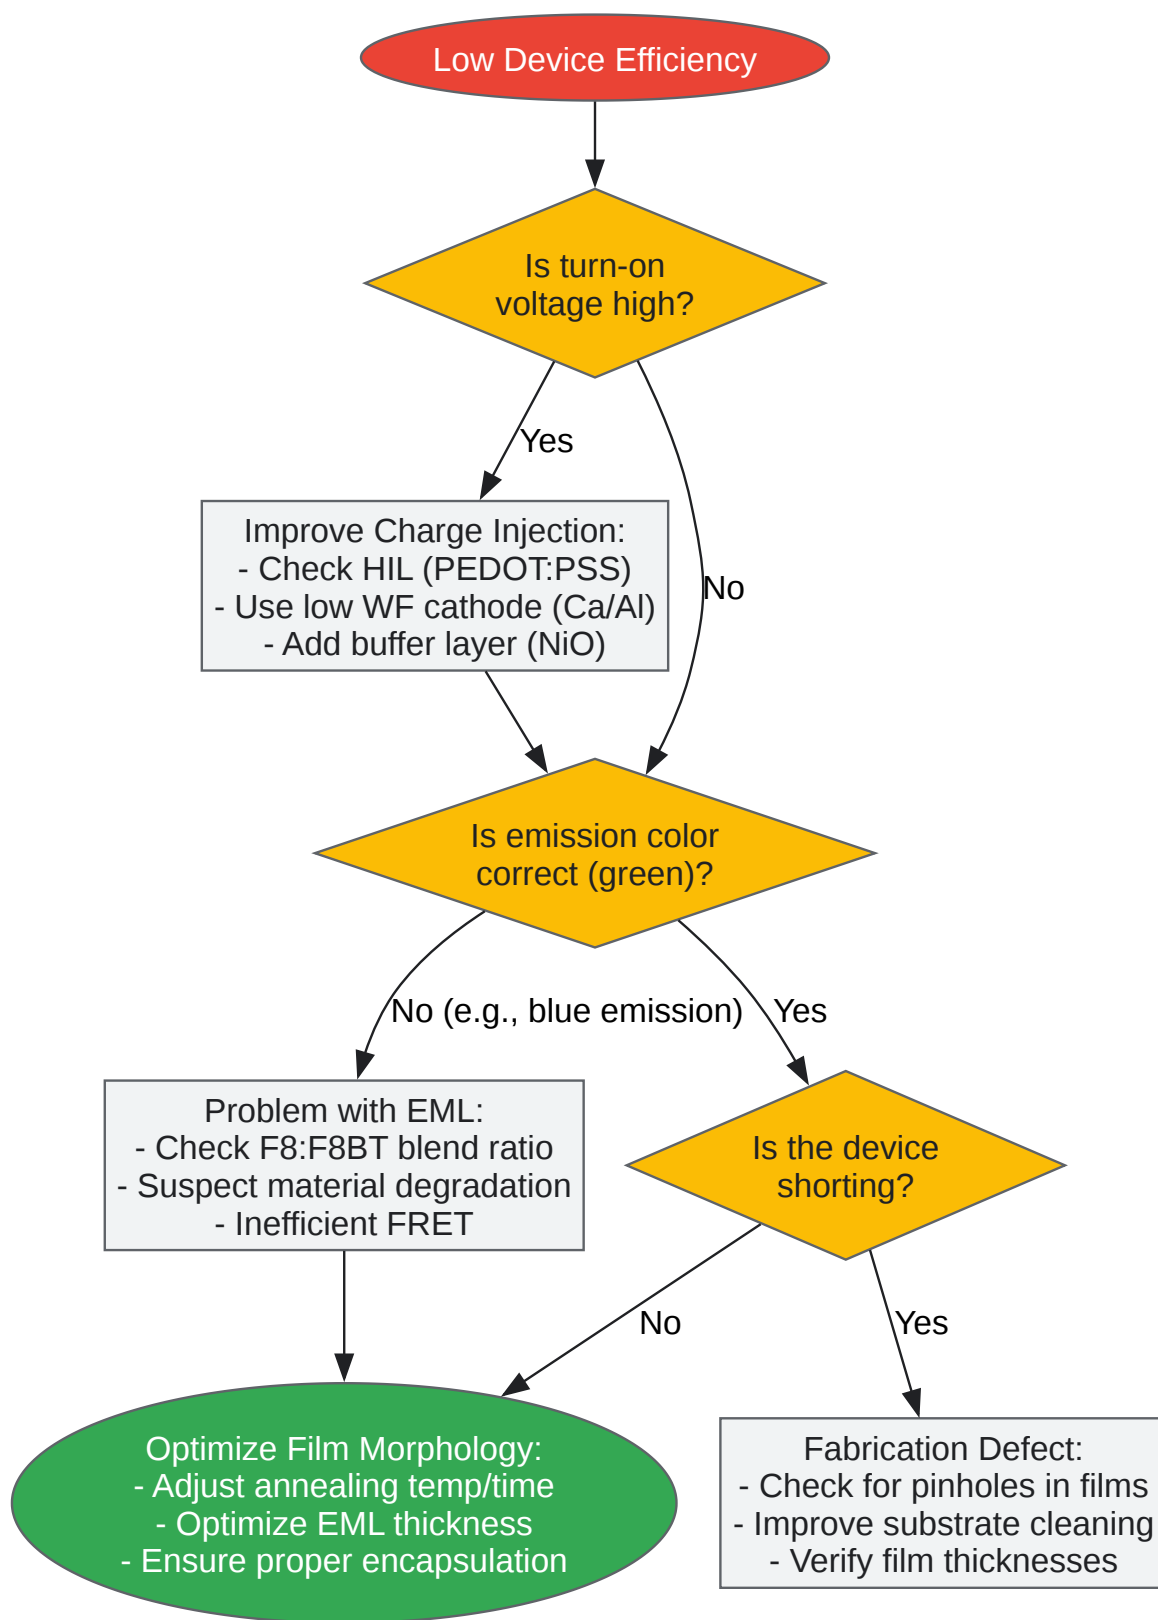 Low Device Efficiency
Is turn-on
voltage high?
Yes
Improve Charge Injection:
- Check HIL (PEDOT:PSS)
- Use low WF cathode (Ca/Al)
- Add buffer layer (NiO)
No
Is emission color
correct (green)?
No (e.g., blue emission)
Yes
Problem with EML:
- Check F8:F8BT blend ratio
- Suspect material degradation
- Inefficient FRET
Is the device
shorting?
No
Yes
Optimize Film Morphology:
- Adjust annealing temp/time
- Optimize EML thickness
- Ensure proper encapsulation
Fabrication Defect:
- Check for pinholes in films
- Improve substrate cleaning
- Verify film thicknesses